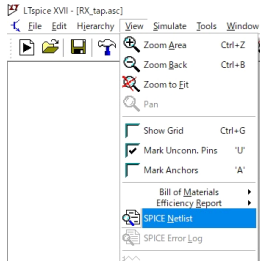 LTspice XVII - [RX_tap.asc]
File Edit Hierarchy View Simulate Tools Window
Zoom Area Ctrl+Z
Zoom Back Ctrl+B
Zoom to Fit
Pan
Show Grid Ctrl+G
Mark Unconn. Pins 'U'
Mark Anchors 'A'
Bill of Materials
Efficiency Report
SPICE Netlist
SPICE Error Log